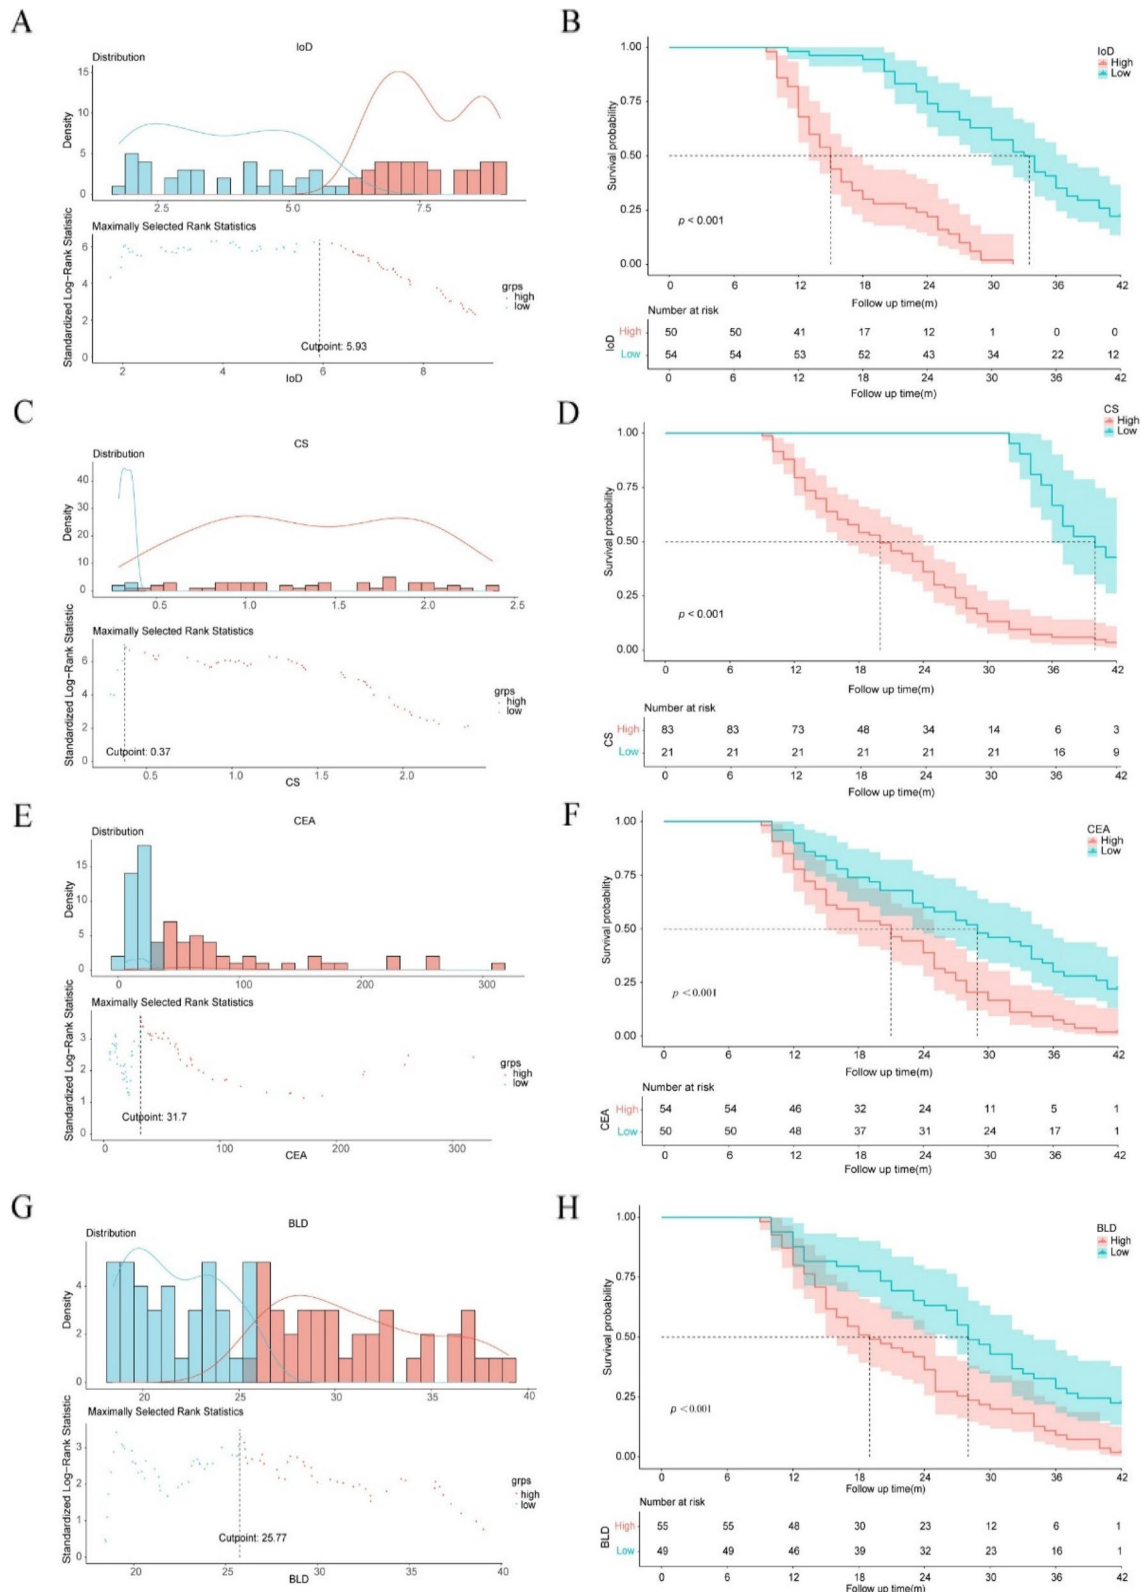 A
IoD
Distribution
15
10
5
0
Density
2.5 5.0 7.5
Maximally Selected Rank Statistics
6
4
2
0
Standardized Log-Rank Statistic
grps
high
low
Cutpoint: 5.93
2 4 6 8
IoD
B
IoD
High
Low
1.00
0.75
0.50
0.25
0.00
Survival probability
p < 0.001
0 6 12 18 24 30 36 42
Follow up time(m)
Number at risk
IoD
High 50 50 41 17 12 1 0 0
Low 54 54 53 52 43 34 22 12
0 6 12 18 24 30 36 42
Follow up time(m)
C
CS
Distribution
40
30
20
10
0
Density
0.5 1.0 1.5 2.0 2.5
Maximally Selected Rank Statistics
6
4
2
0
Standardized Log-Rank Statistic
grps
high
low
Cutpoint: 0.37
0.5 1.0 1.5 2.0
CS
D
CS
High
Low
1.00
0.75
0.50
0.25
0.00
Survival probability
p < 0.001
0 6 12 18 24 30 36 42
Follow up time(m)
Number at risk
CS
High 83 83 73 48 34 14 6 3
Low 21 21 21 21 21 21 16 9
0 6 12 18 24 30 36 42
Follow up time(m)
E
CEA
Distribution
15
10
5
0
Density
0 100 200 300
Maximally Selected Rank Statistics
3
2
1
0
Standardized Log-Rank Statistic
grps
high
low
Cutpoint: 31.7
0 100 200 300
CEA
F
CEA
High
Low
1.00
0.75
0.50
0.25
0.00
Survival probability
p <0.001
0 6 12 18 24 30 36 42
Follow up time(m)
Number at risk
CEA
High 54 54 46 32 24 11 5 1
Low 50 50 48 37 31 24 17 1
0 6 12 18 24 30 36 42
Follow up time(m)
G
BLD
Distribution
4
2
0
Density
20 25 30 35 40
Maximally Selected Rank Statistics
3
2
1
0
Standardized Log-Rank Statistic
grps
high
low
Cutpoint: 25.77
20 30 40
BLD
H
BLD
High
Low
1.00
0.75
0.50
0.25
0.00
Survival probability
p <0.001
0 6 12 18 24 30 36 42
Follow up time(m)
Number at risk
BLD
High 55 55 48 30 23 12 6 1
Low 49 49 46 39 32 23 16 1
0 6 12 18 24 30 36 42
Follow up time(m)